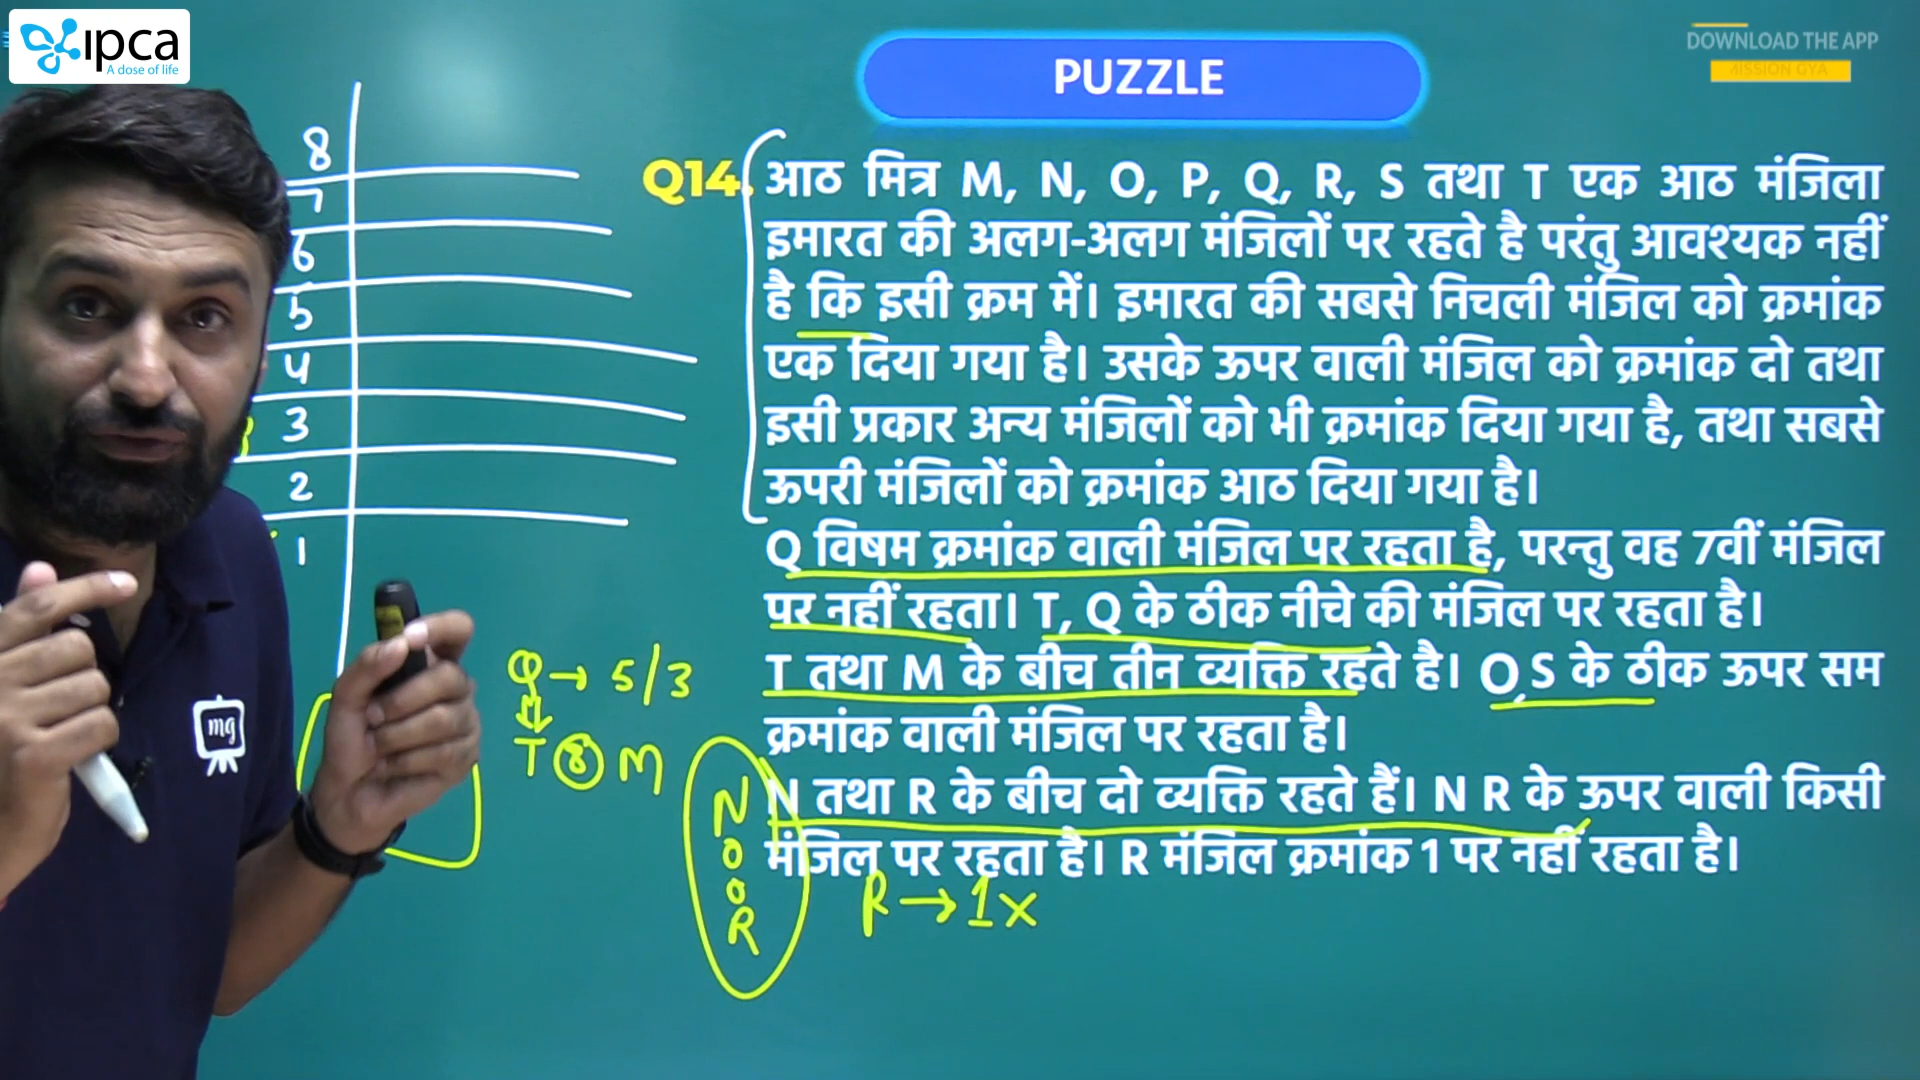 ipca
A dose of life
DOWNLOAD THE APP
MISSION GYA
PUZZLE
Q14. आठ मित्र M, N, O, P, Q, R, S तथा T एक आठ मंजिला
इमारत की अलग-अलग मंजिलों पर रहते है परंतु आवश्यक नहीं
है कि इसी क्रम में। इमारत की सबसे निचली मंजिल को क्रमांक
एक दिया गया है। उसके ऊपर वाली मंजिल को क्रमांक दो तथा
इसी प्रकार अन्य मंजिलों को भी क्रमांक दिया गया है, तथा सबसे
ऊपरी मंजिलों को क्रमांक आठ दिया गया है।
Q विषम क्रमांक वाली मंजिल पर रहता है, परन्तु वह 7वीं मंजिल
पर नहीं रहता। T, Q के ठीक नीचे की मंजिल पर रहता है।
T तथा M के बीच तीन व्यक्ति रहते है। O,S के ठीक ऊपर सम
क्रमांक वाली मंजिल पर रहता है।
N तथा R के बीच दो व्यक्ति रहते हैं। N R के ऊपर वाली किसी
मंजिल पर रहता है। R मंजिल क्रमांक 1 पर नहीं रहता है।
8
7
6
5
4
3
2
1
Q → 5/3
T ③ M
N
O
O
R
R → 1 x
mg